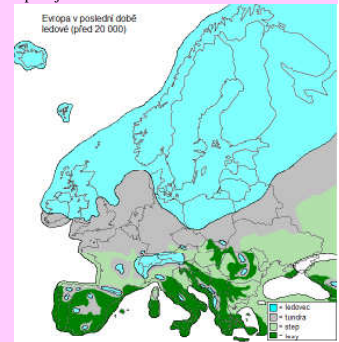 Evropa v poslední době
ledové (před 20 000)
= ledovec
= tundra
= step
= lesy